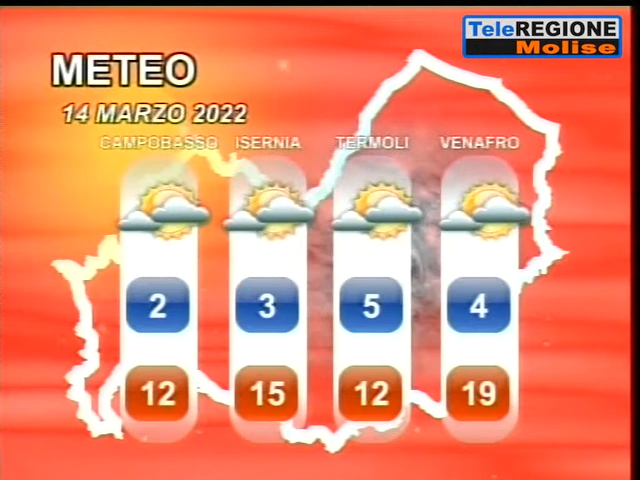 TeleREGIONE
Molise
METEO
14 MARZO 2022
CAMPOBASSO ISERNIA TERMOLI VENAFRO
2 3 5 4
12 15 12 19